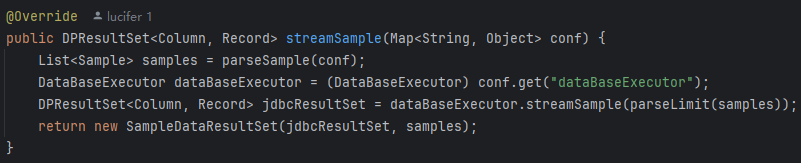 @Override lucifer 1
public DPResultSet<Column, Record> streamSample(Map<String, Object> conf) {
    List<Sample> samples = parseSample(conf);
    DataBaseExecutor dataBaseExecutor = (DataBaseExecutor) conf.get("dataBaseExecutor");
    DPResultSet<Column, Record> jdbcResultSet = dataBaseExecutor.streamSample(parseLimit(samples));
    return new SampleDataResultSet(jdbcResultSet, samples);
}